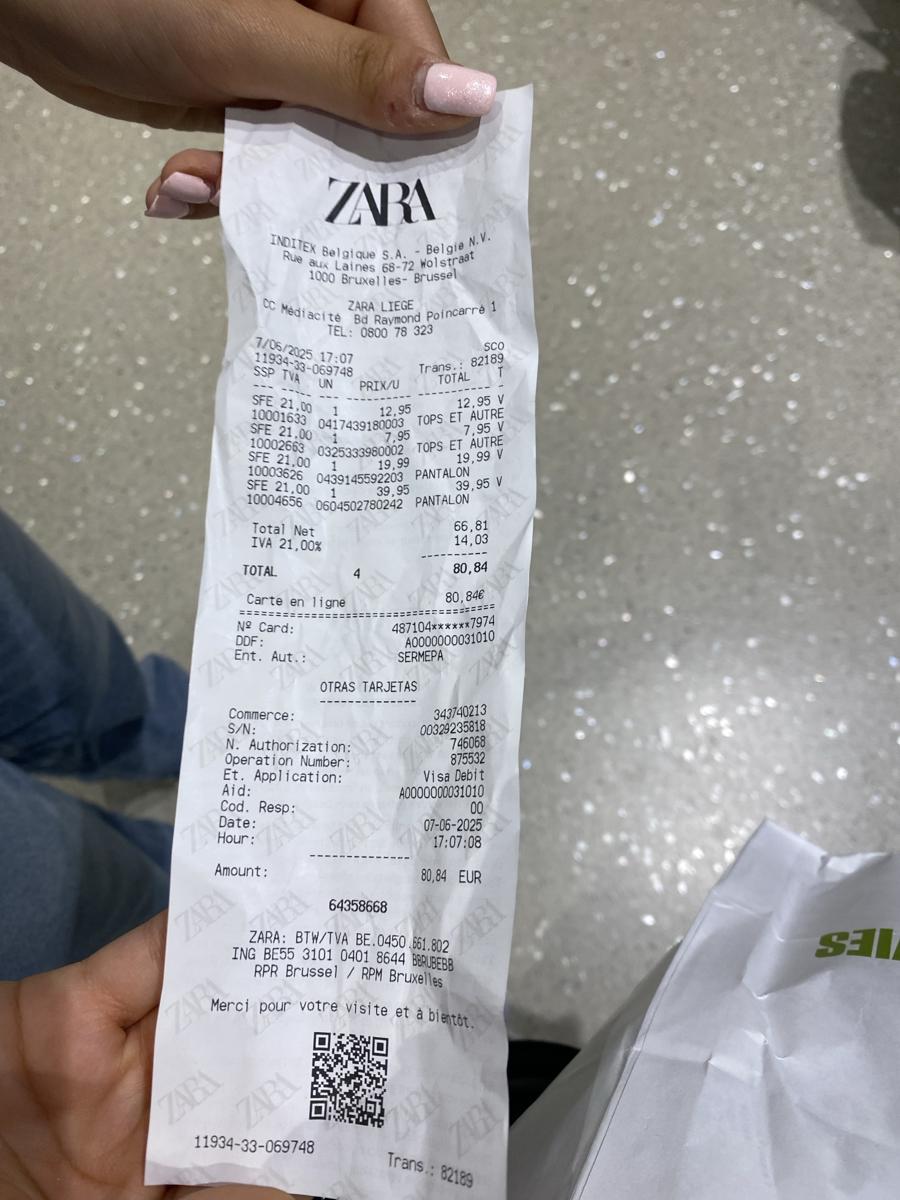 ZARA
INDITEX Belgique S.A. - Belgie N.V.
Rue aux Laines 68-72 Wolstraat
1000 Bruxelles- Brussel
ZARA LIEGE
CC Médiacité Bd Raymond Poincarré 1
TEL: 0800 78 323
7/06/2025 17:07 SCO
11934-33-069748 Trans.: 82189
SSP TVA UN PRIX/U TOTAL T
--- --- -------------- ---------- -
SFE 21,00 1 12,95 12,95 V
10001633 0417439180003 TOPS ET AUTRE
SFE 21,00 1 7,95 7,95 V
10002663 0325333980002 TOPS ET AUTRE
SFE 21,00 1 19,99 19,99 V
10003626 0439145592203 PANTALON
SFE 21,00 1 39,95 39,95 V
10004656 0604502780242 PANTALON
Total Net 66,81
IVA 21,00% 14,03
----------
TOTAL 4 80,84
Carte en ligne 80,84€
======================================
Nº Card: 487104******7974
DDF: A0000000031010
Ent. Aut.: SERMEPA
OTRAS TARJETAS
--------------
Commerce: 343740213
S/N: 00329235818
N. Authorization: 746068
Operation Number: 875532
Et. Application: Visa Debit
Aid: A0000000031010
Cod. Resp: 00
Date: 07-06-2025
Hour: 17:07:08
--------------
Amount: 80,84 EUR
64358668
ZARA: BTW/TVA BE.0450.661.802
ING BE55 3101 0401 8644 BBRUBEBB
RPR Brussel / RPM Bruxelles
Merci pour votre visite et à bientôt.
11934-33-069748
Trans.: 82189